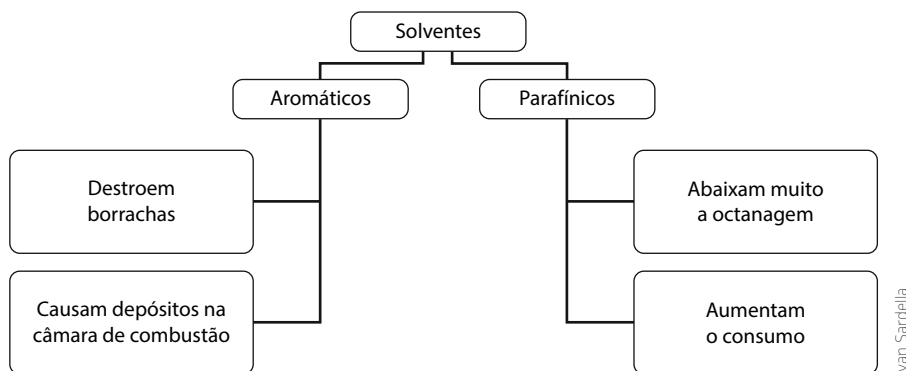 Solventes
Aromáticos
Parafínicos
Destroem
borrachas
Abaixam muito
a octanagem
Causam depósitos na
câmara de combustão
Aumentam
o consumo
van Sardella